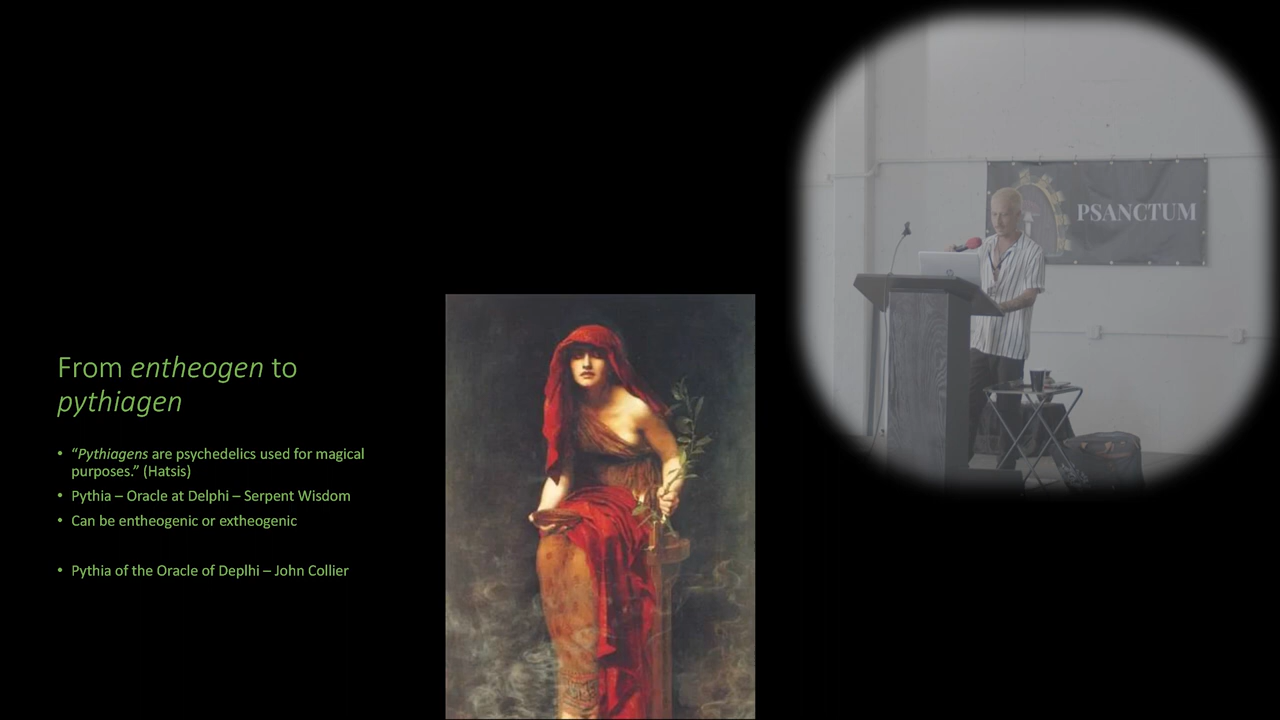 From entheogen to
pythiagen
• “Pythiagens are psychedelics used for magical
purposes.” (Hatsis)
• Pythia – Oracle at Delphi – Serpent Wisdom
• Can be entheogenic or extheogenic
• Pythia of the Oracle of Deplhi – John Collier
PSANCTUM